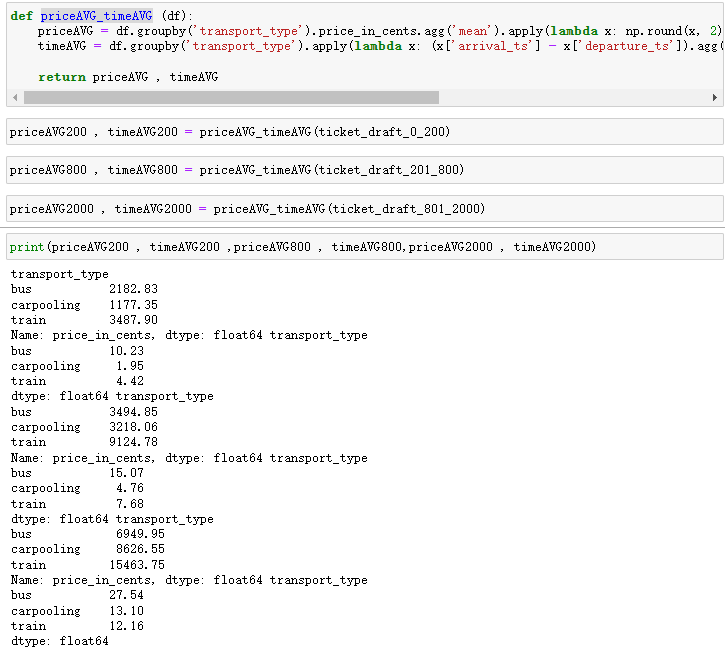 def priceAVG_timeAVG (df):
    priceAVG = df.groupby('transport_type').price_in_cents.agg('mean').apply(lambda x: np.round(x, 2)
    timeAVG = df.groupby('transport_type').apply(lambda x: (x['arrival_ts'] - x['departure_ts']).agg(
    return priceAVG , timeAVG
priceAVG200 , timeAVG200 = priceAVG_timeAVG(ticket_draft_0_200)
priceAVG800 , timeAVG800 = priceAVG_timeAVG(ticket_draft_201_800)
priceAVG2000 , timeAVG2000 = priceAVG_timeAVG(ticket_draft_801_2000)
print(priceAVG200 , timeAVG200 ,priceAVG800 , timeAVG800,priceAVG2000 , timeAVG2000)
transport_type
bus 2182.83
carpooling 1177.35
train 3487.90
Name: price_in_cents, dtype: float64 transport_type
bus 10.23
carpooling 1.95
train 4.42
dtype: float64 transport_type
bus 3494.85
carpooling 3218.06
train 9124.78
Name: price_in_cents, dtype: float64 transport_type
bus 15.07
carpooling 4.76
train 7.68
dtype: float64 transport_type
bus 6949.95
carpooling 8626.55
train 15463.75
Name: price_in_cents, dtype: float64 transport_type
bus 27.54
carpooling 13.10
train 12.16
dtype: float64